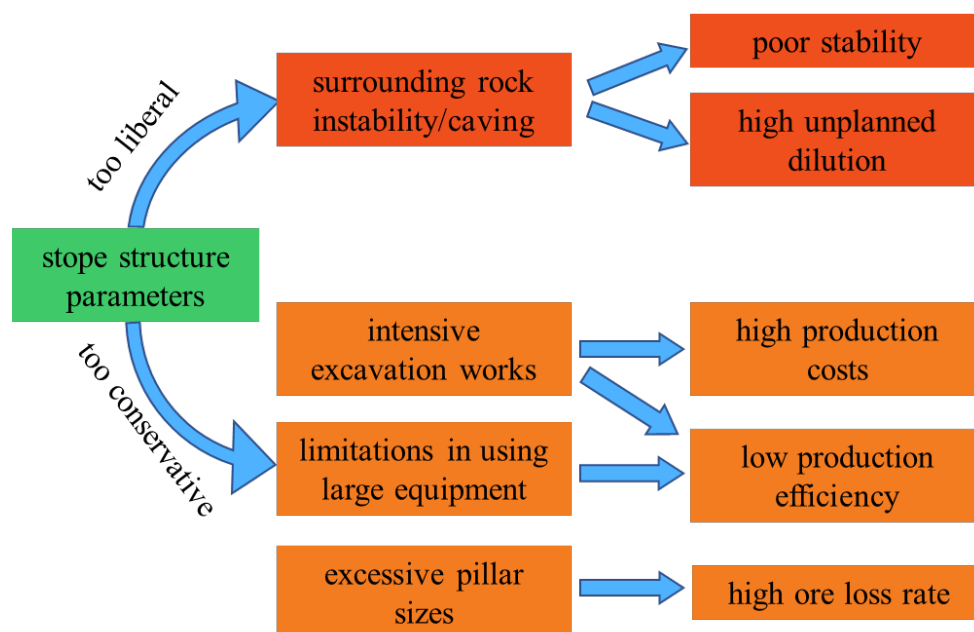 too liberal
surrounding rock
instability/caving
poor stability
high unplanned
dilution
stope structure
parameters
too conservative
intensive
excavation works
high production
costs
limitations in using
large equipment
low production
efficiency
excessive pillar
sizes
high ore loss rate